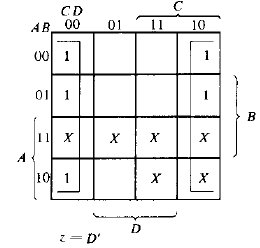 C
CD
AB 00 01 11 10
00 1 1
01 1 1
B
11 X X X X
A
10 1 X X
D
z = D'